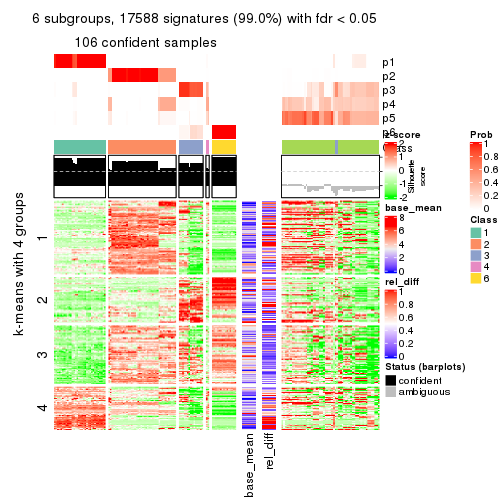 6 subgroups, 17588 signatures (99.0%) with fdr < 0.05
106 confident samples
p1
p2
p3
p4
p5
p6
Class
z-score
2
1
0
-1
-2
Silhouette
score
base_mean
8
6
4
2
0
rel_diff
1
0.8
0.6
0.4
0.2
0
Status (barplots)
confident
ambiguous
Prob
1
0.8
0.6
0.4
0.2
0
Class
1
2
3
4
6
k-means with 4 groups
1
2
3
4
base_mean
rel_diff